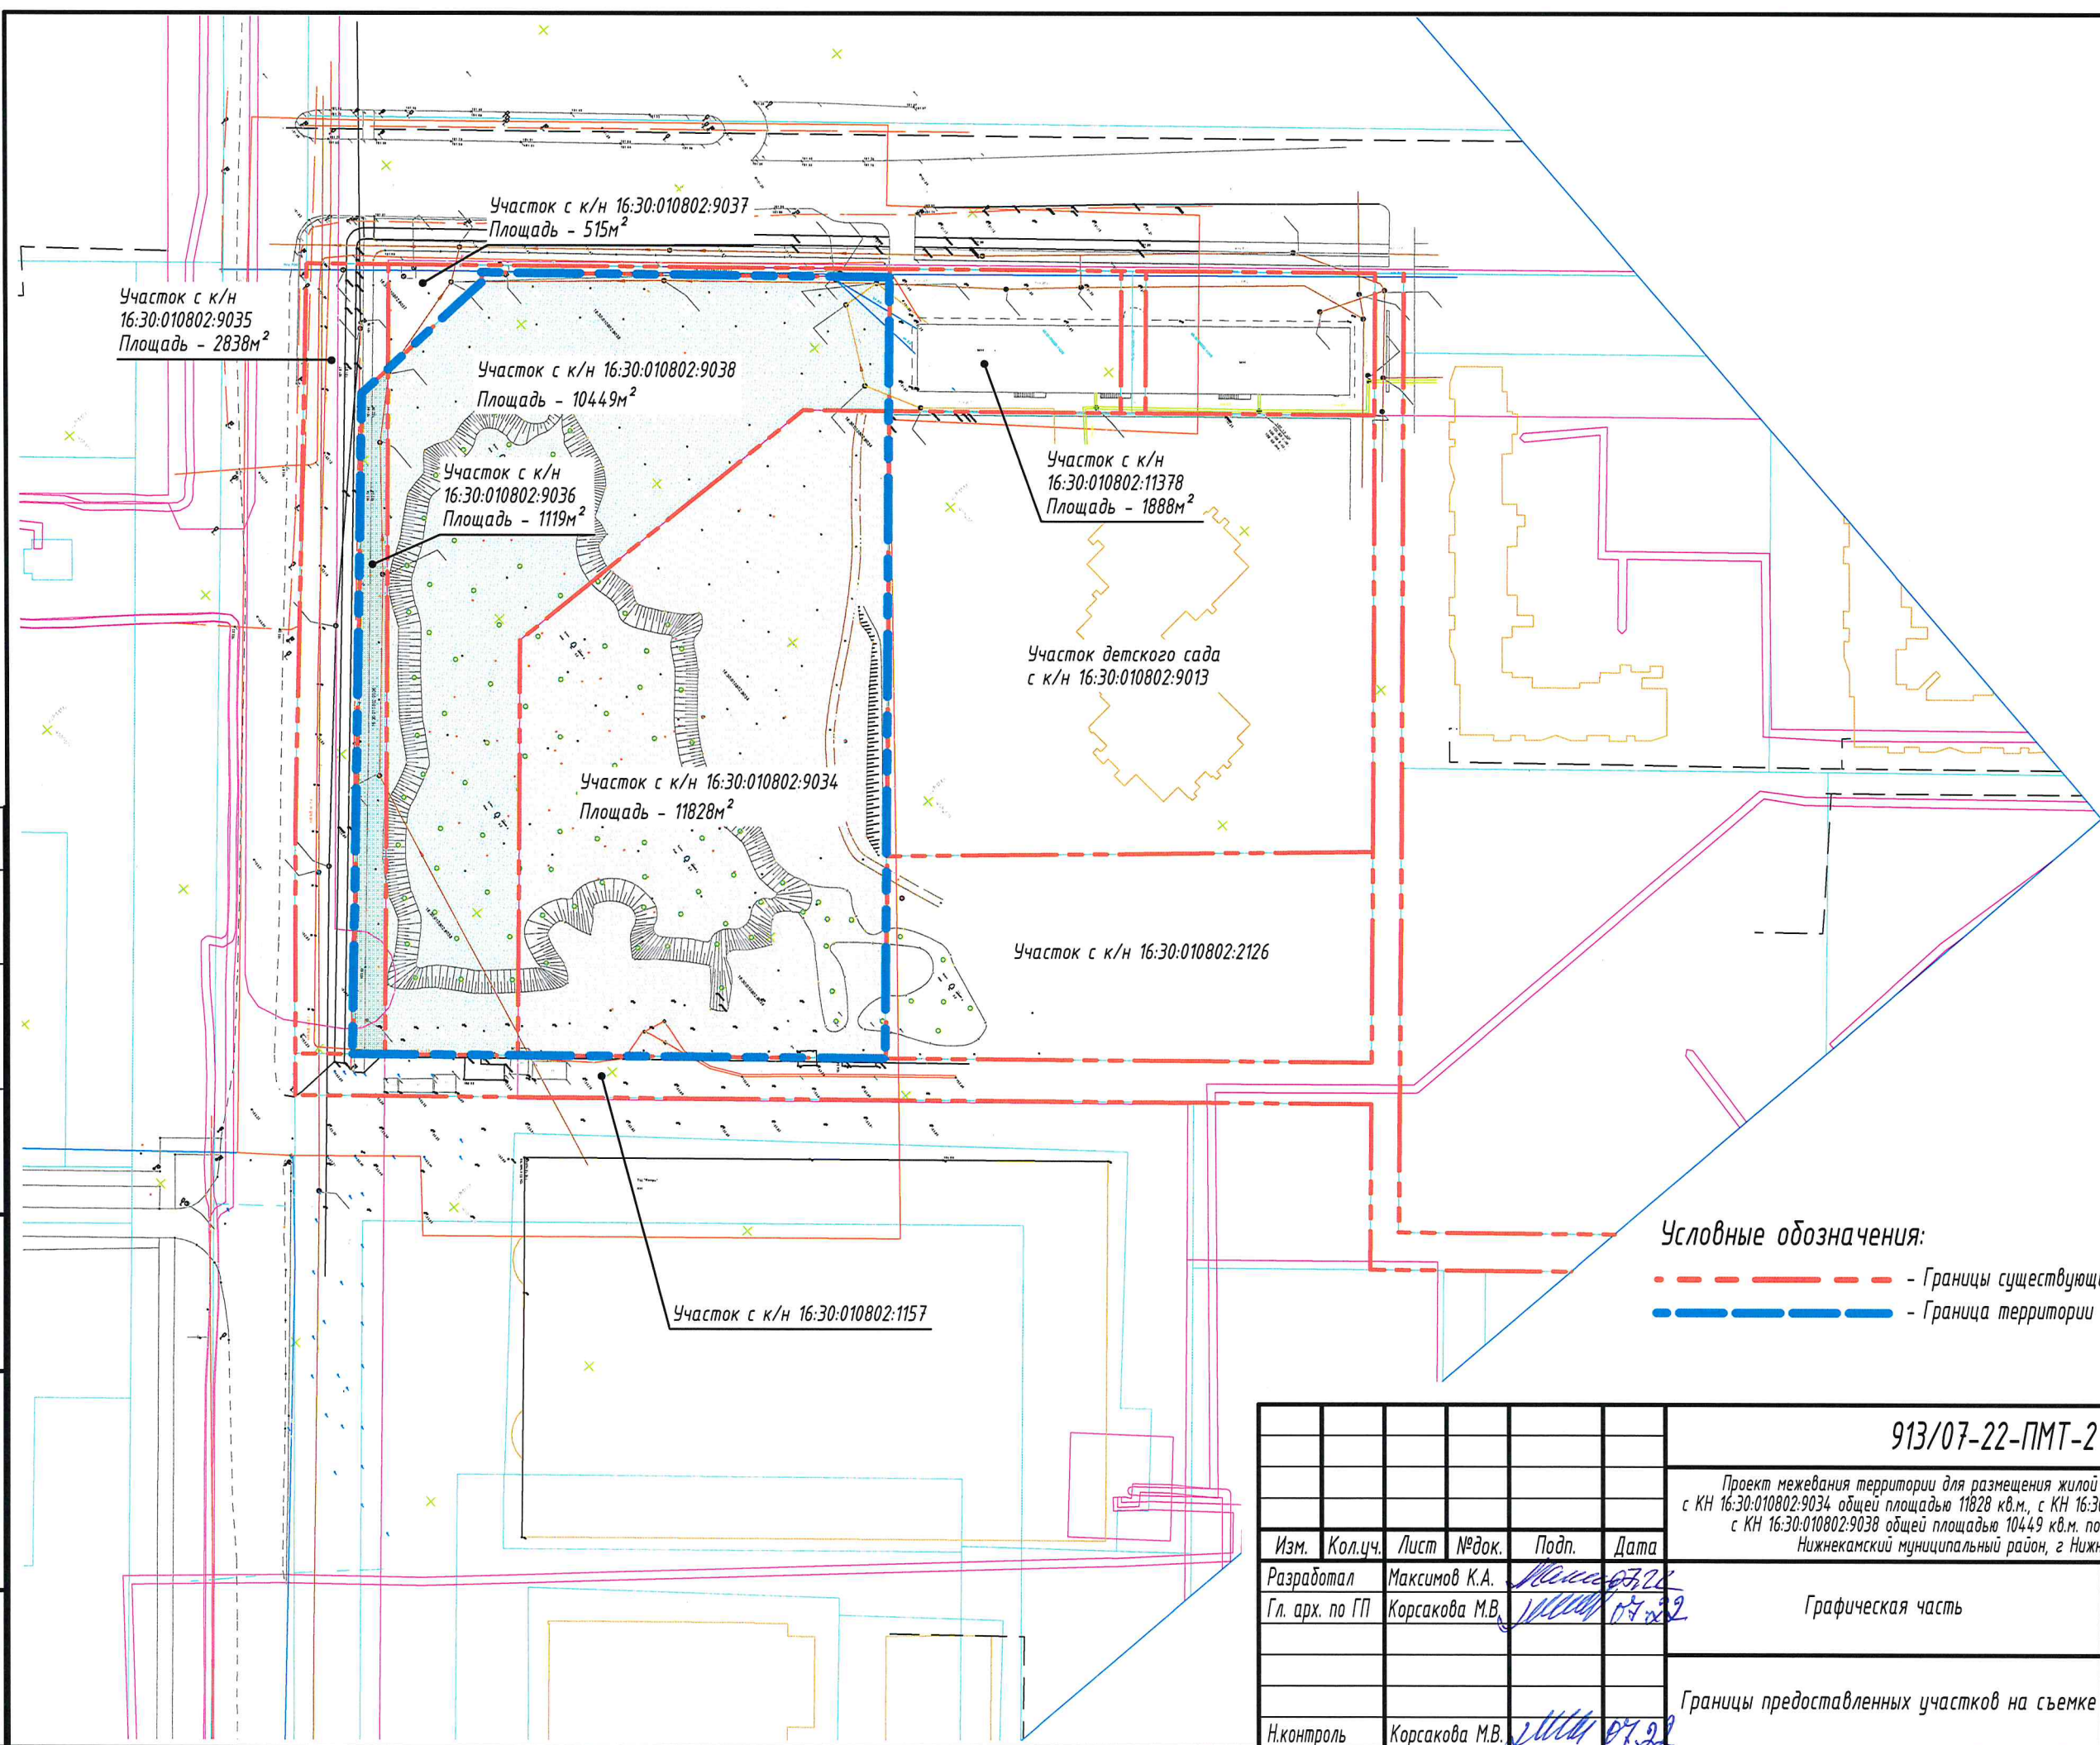 Участок с к/н 16:30:010802:9037
Площадь - 515м²
Участок с к/н
16:30:010802:9035
Площадь - 2838м²
Участок с к/н 16:30:010802:9038
Площадь - 10449м²
Участок с к/н
16:30:010802:9036
Площадь - 1119м²
Участок с к/н
16:30:010802:11378
Площадь - 1888м²
Участок детского сада
с к/н 16:30:010802:9013
Участок с к/н 16:30:010802:9034
Площадь - 11828м²
Участок с к/н 16:30:010802:2126
Участок с к/н 16:30:010802:1157
Условные обозначения:
- Границы существующ
- Граница территории
913/07-22-ПМТ-2
Проект межевания территории для размещения жилой
с КН 16:30:010802:9034 общей площадью 11828 кв.м., с КН 16:3
с КН 16:30:010802:9038 общей площадью 10449 кв.м. по
Нижнекамский муниципальный район, г Нижн
Изм. Кол.уч. Лист №док. Подп. Дата
Разработал Максимов К.А. 07.22
Гл. арх. по ГП Корсакова М.В. 07.22
Графическая часть
Границы предоставленных участков на съемке
Н.контроль Корсакова М.В. 07.22